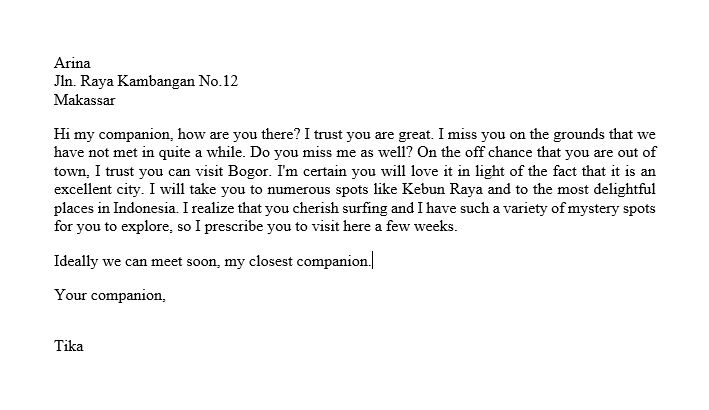 Arina
Jln. Raya Kambangan No.12
Makassar
Hi my companion, how are you there? I trust you are great. I miss you on the grounds that we
have not met in quite a while. Do you miss me as well? On the off chance that you are out of
town, I trust you can visit Bogor. I'm certain you will love it in light of the fact that it is an
excellent city. I will take you to numerous spots like Kebun Raya and to the most delightful
places in Indonesia. I realize that you cherish surfing and I have such a variety of mystery spots
for you to explore, so I prescribe you to visit here a few weeks.
Ideally we can meet soon, my closest companion.
Your companion,
Tika